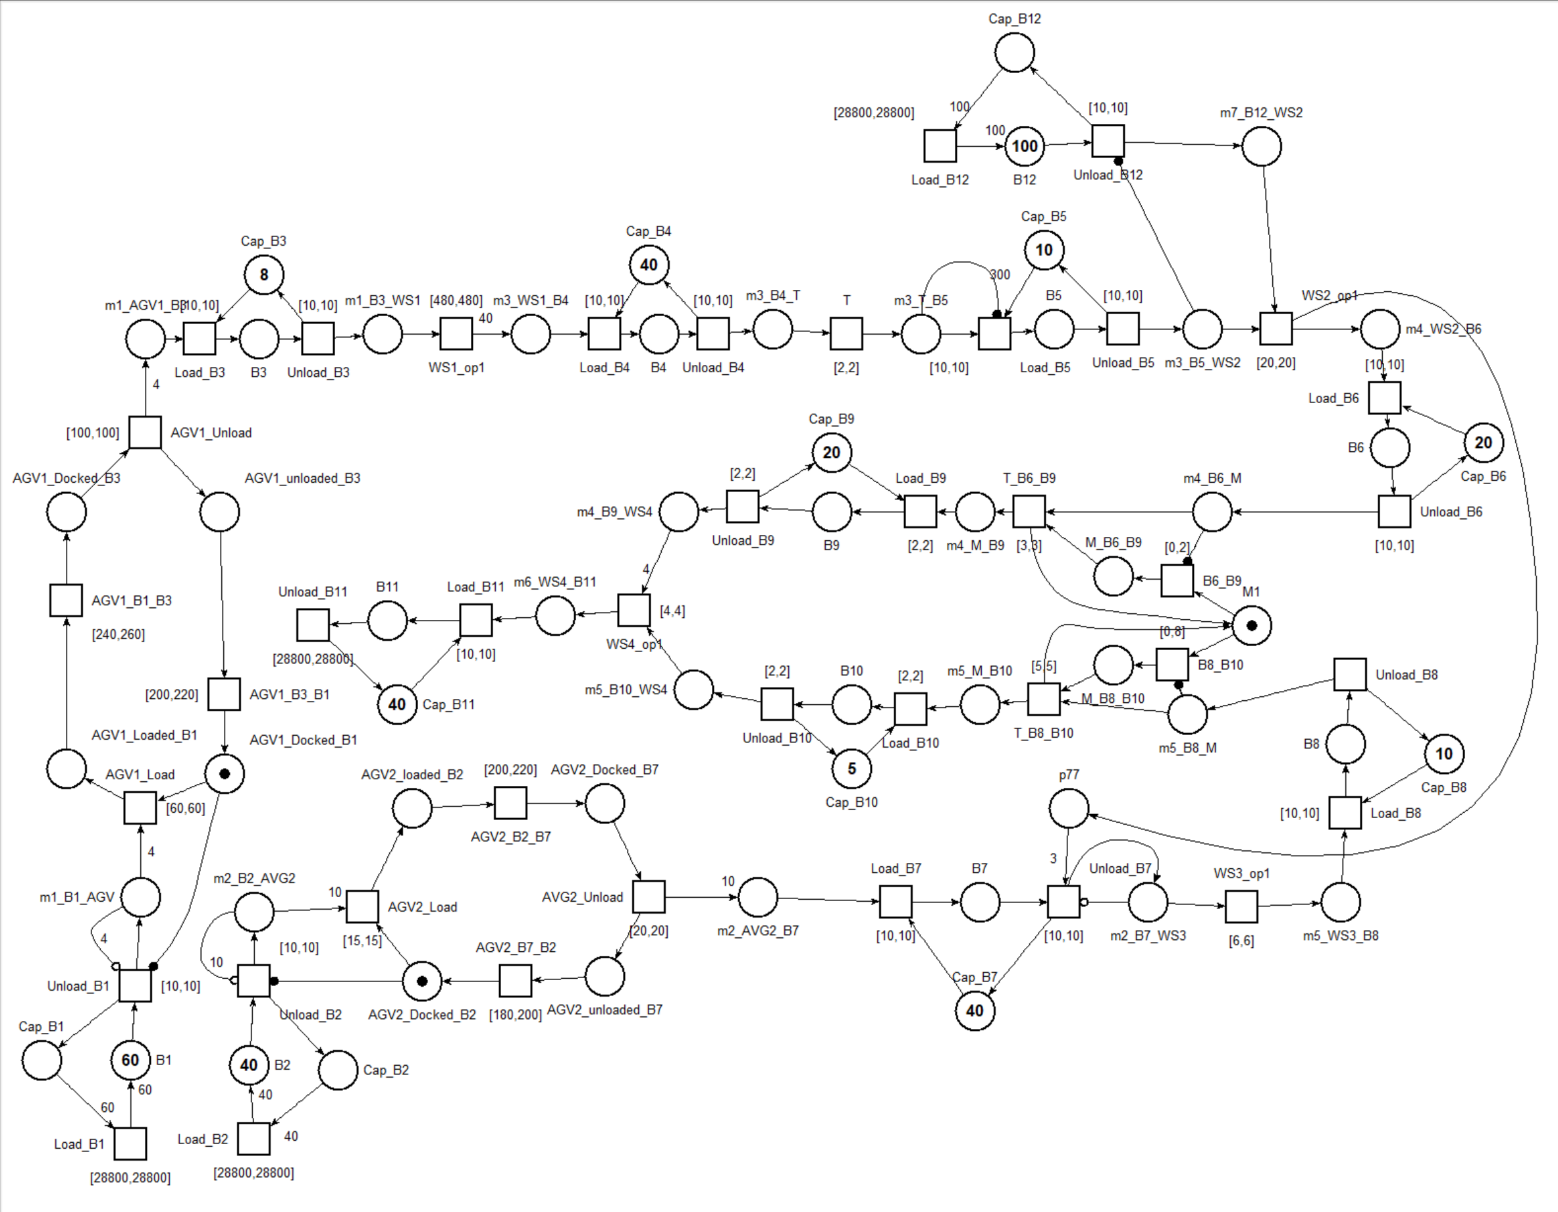 Cap_B12
[28800,28800]
100
[10,10]
m7_B12_WS2
100
100
Load_B12
B12
Unload_B12
Cap_B3
Cap_B4
Cap_B5
8
40
10
300
m1_AGV1_B3
[10,10]
[10,10]
m1_B3_WS1
[480,480]
40
m3_WS1_B4
[10,10]
[10,10]
m3_B4_T
T
m3_T_B5
B5
[10,10]
WS2_op1
m4_WS2_B6
Load_B3
B3
Unload_B3
WS1_op1
Load_B4
B4
Unload_B4
[2,2]
[10,10]
Load_B5
Unload_B5
m3_B5_WS2
[20,20]
[10,10]
4
Load_B6
[100,100]
AGV1_Unload
Cap_B9
20
B6
20
Cap_B6
AGV1_Docked_B3
AGV1_unloaded_B3
[2,2]
Load_B9
T_B6_B9
m4_B6_M
m4_B9_WS4
Unload_B9
B9
[2,2]
m4_M_B9
[3,3]
M_B6_B9
[0,2]
Unload_B6
[10,10]
4
Unload_B11
B11
Load_B11
m6_WS4_B11
B6_B9
M1
AGV1_B1_B3
[240,260]
[4,4]
WS4_op1
[0,8]
[28800,28800]
[10,10]
[2,2]
B10
[2,2]
m5_M_B10
[5,5]
B8_B10
Unload_B8
[200,220]
AGV1_B3_B1
40
Cap_B11
m5_B10_WS4
M_B8_B10
AGV1_Loaded_B1
AGV1_Docked_B1
Unload_B10
Load_B10
T_B8_B10
m5_B8_M
B8
10
Cap_B8
AGV1_Load
[60,60]
AGV2_loaded_B2
[200,220]
AGV2_Docked_B7
5
Cap_B10
p77
[10,10]
Load_B8
AGV2_B2_B7
4
3
m1_B1_AGV
m2_B2_AVG2
10
AGV2_Load
AVG2_Unload
10
Load_B7
B7
Unload_B7
WS3_op1
4
[15,15]
[20,20]
m2_AVG2_B7
[10,10]
[10,10]
m2_B7_WS3
[6,6]
m5_WS3_B8
10
[10,10]
AGV2_B7_B2
Unload_B1
[10,10]
Unload_B2
AGV2_Docked_B2
[180,200]
AGV2_unloaded_B7
Cap_B7
40
Cap_B1
60
B1
40
B2
Cap_B2
60
60
40
Load_B1
Load_B2
40
[28800,28800]
[28800,28800]